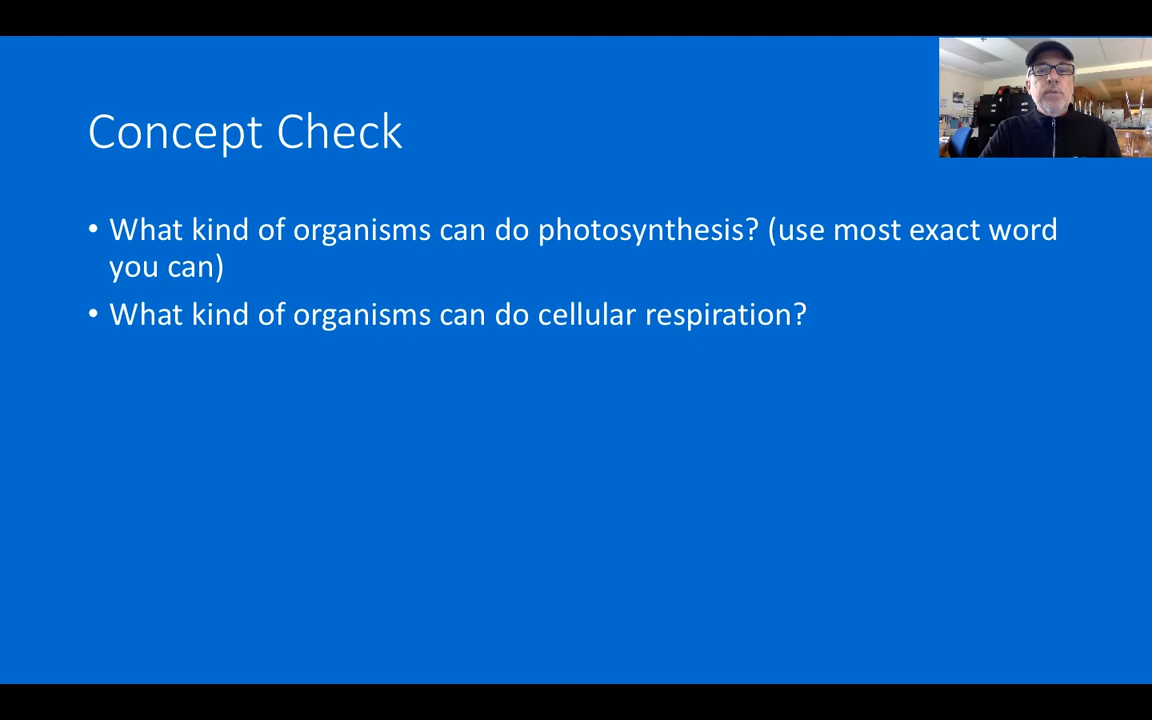 Concept Check
• What kind of organisms can do photosynthesis? (use most exact word
you can)
• What kind of organisms can do cellular respiration?